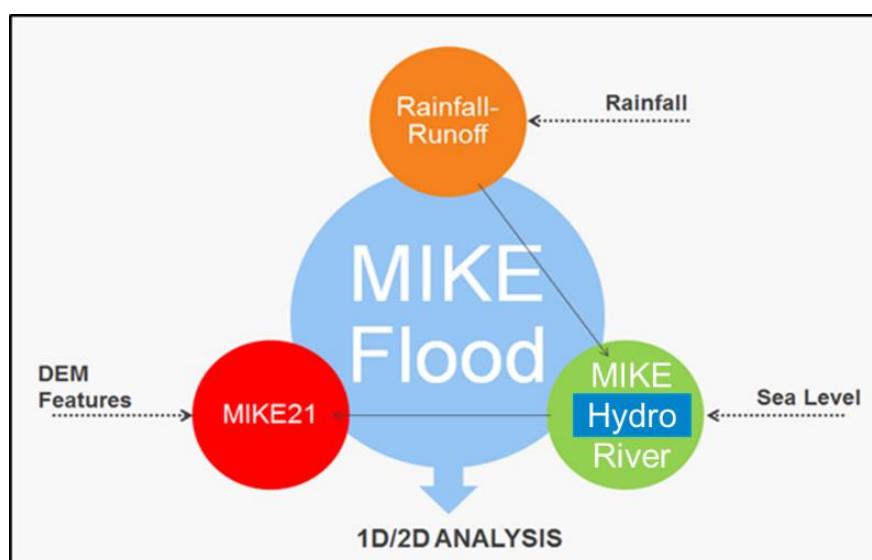 Rainfall-
Runoff
Rainfall
MIKE
Flood
DEM
Features
MIKE21
MIKE
Hydro
River
Sea Level
1D/2D ANALYSIS